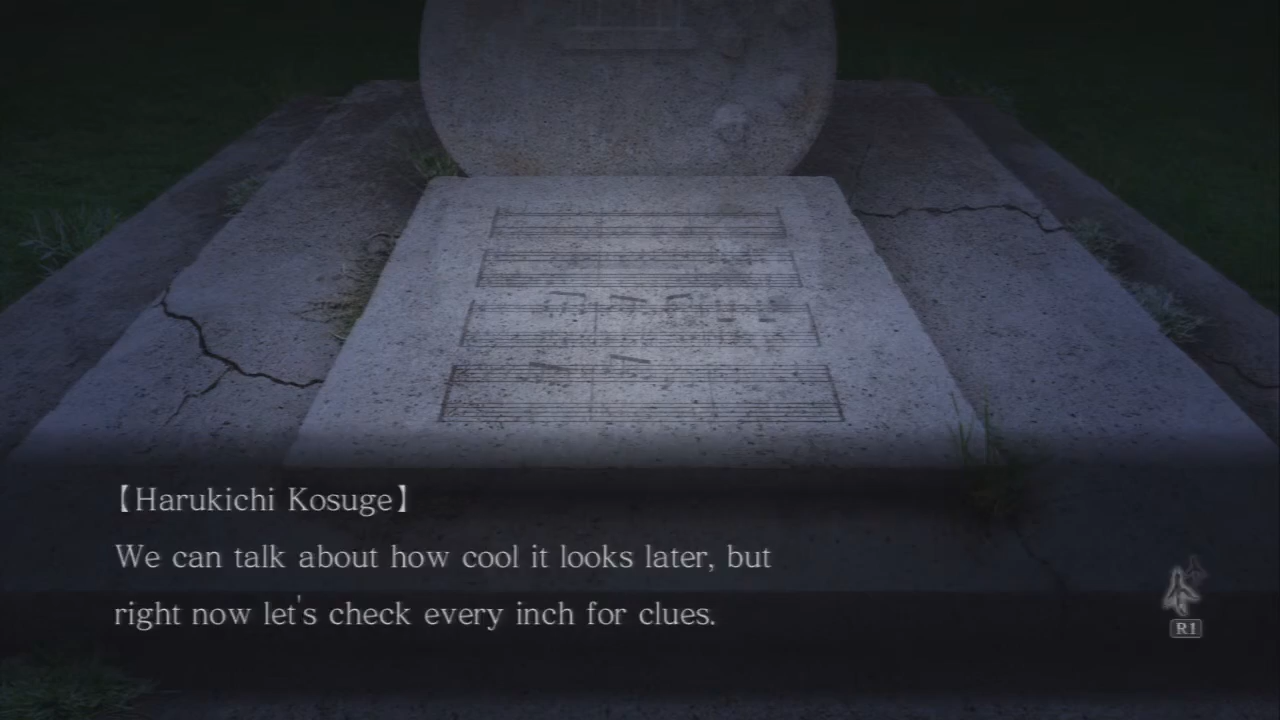 【Harukichi Kosuge】
We can talk about how cool it looks later, but
right now let's check every inch for clues.
R1